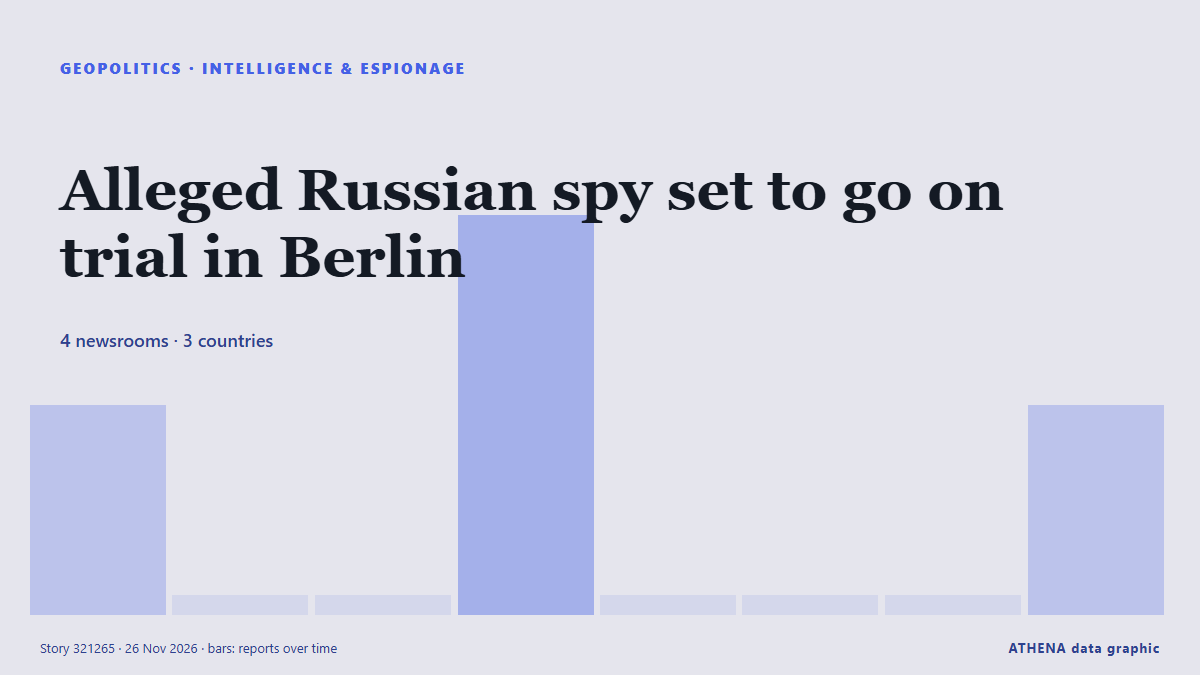 GEOPOLITICS · INTELLIGENCE & ESPIONAGE
Alleged Russian spy set to go on
trial in Berlin
4 newsrooms · 3 countries
Story 321265 · 26 Nov 2026 · bars: reports over time
ATHENA data graphic